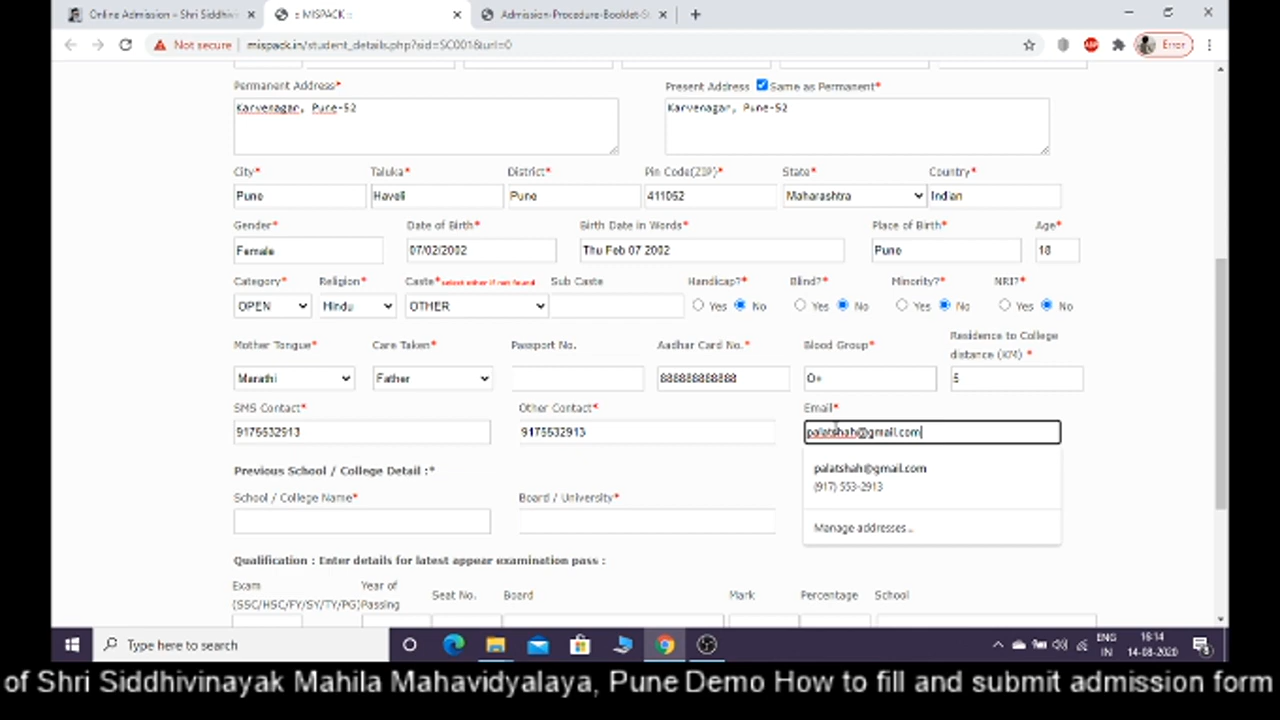 Online Admission – Shri Siddhivi
:: MISPACK ::
Admission-Procedure-Booklet-S
Not secure
mispack.in/student_details.php?sid=SC001&url=0
Error
Permanent Address*
Present Address Same as Permanent*
Karvenagar, Pune-52
Karvenagar, Pune-52
City* Taluka* District* Pin Code(ZIP)* State* Country*
Pune Haveli Pune 411052 Maharashtra Indian
Gender* Date of Birth* Birth Date in Words* Place of Birth* Age*
Female 07/02/2002 Thu Feb 07 2002 Pune 18
Category* Religion* Caste*select other if not found Sub Caste Handicap?* Blind?* Minority?* NRI?*
OPEN Hindu OTHER Yes No Yes No Yes No Yes No
Mother Tongue* Care Taken* Passport No. Aadhar Card No.* Blood Group* Residence to College
distance (KM) *
Marathi Father 888888888888 O+ 5
SMS Contact* Other Contact* Email*
9175532913 9175532913 palatshah@gmail.com
palatshah@gmail.com
(917) 553-2913
Manage addresses...
Previous School / College Detail :*
School / College Name* Board / University*
Qualification : Enter details for latest appear examination pass :
Exam
(SSC/HSC/FY/SY/TY/PG) Year of
Passing Seat No. Board Mark Percentage School
Type here to search
ENG
IN
16:14
14-08-2020
of Shri Siddhivinayak Mahila Mahavidyalaya, Pune Demo How to fill and submit admission form